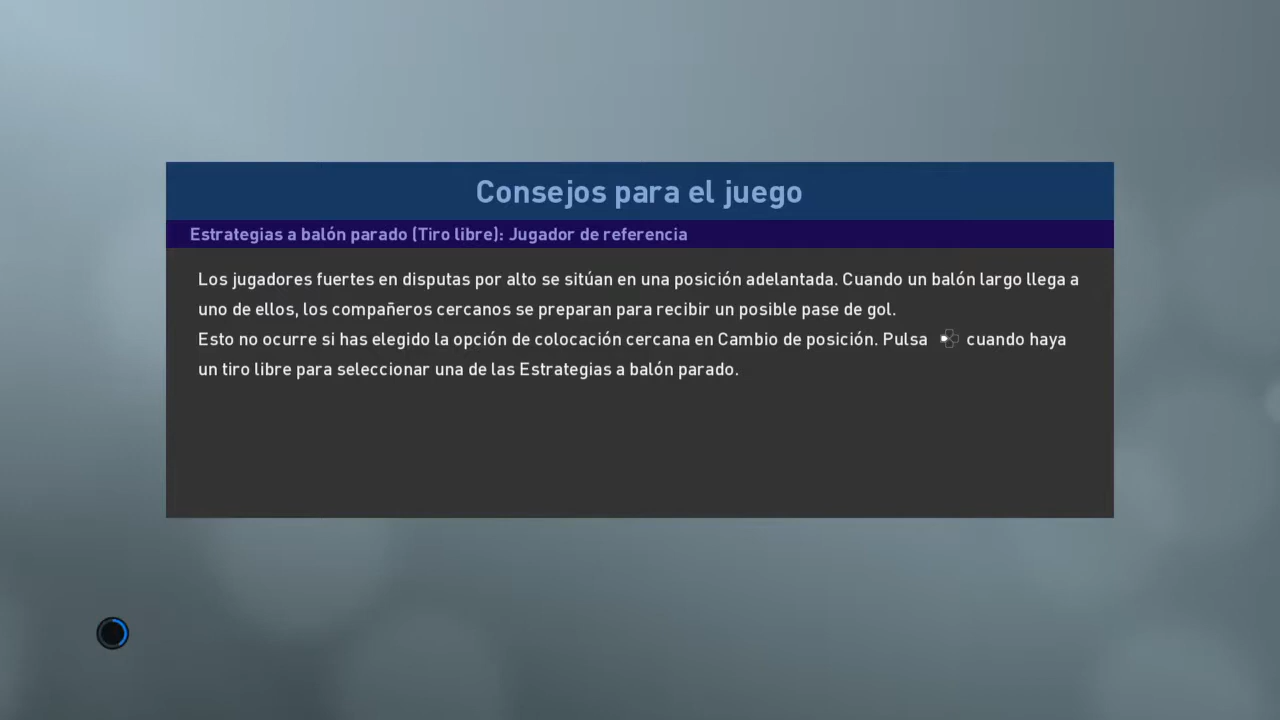 Consejos para el juego
Estrategias a balón parado (Tiro libre): Jugador de referencia
Los jugadores fuertes en disputas por alto se sitúan en una posición adelantada. Cuando un balón largo llega a
uno de ellos, los compañeros cercanos se preparan para recibir un posible pase de gol.
Esto no ocurre si has elegido la opción de colocación cercana en Cambio de posición. Pulsa cuando haya
un tiro libre para seleccionar una de las Estrategias a balón parado.